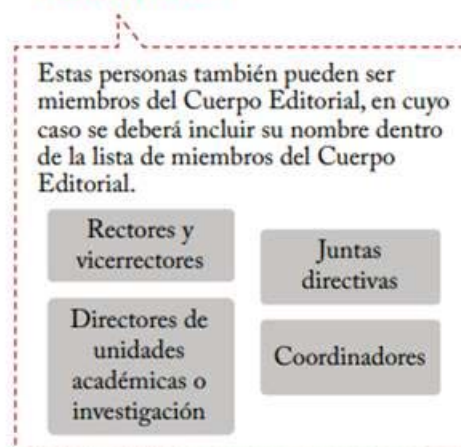 Estas personas también pueden ser
miembros del Cuerpo Editorial, en cuyo
caso se deberá incluir su nombre dentro
de la lista de miembros del Cuerpo
Editorial.
Rectores y
vicerrectores
Juntas
directivas
Directores de
unidades
académicas o
investigación
Coordinadores